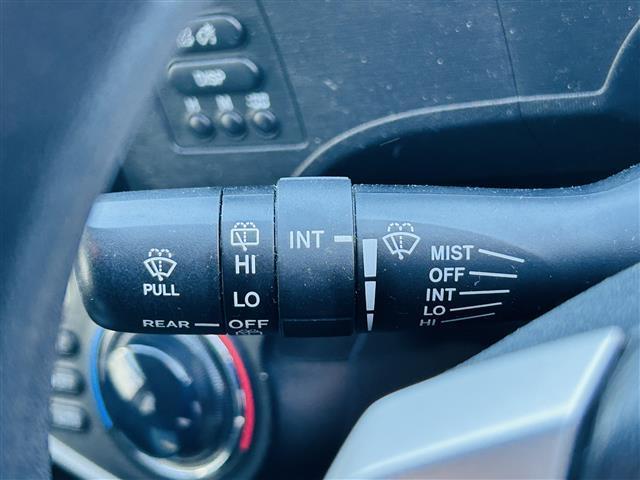 DISP
PULL
REAR
HI
LO
OFF
INT
MIST
OFF
INT
LO
HI